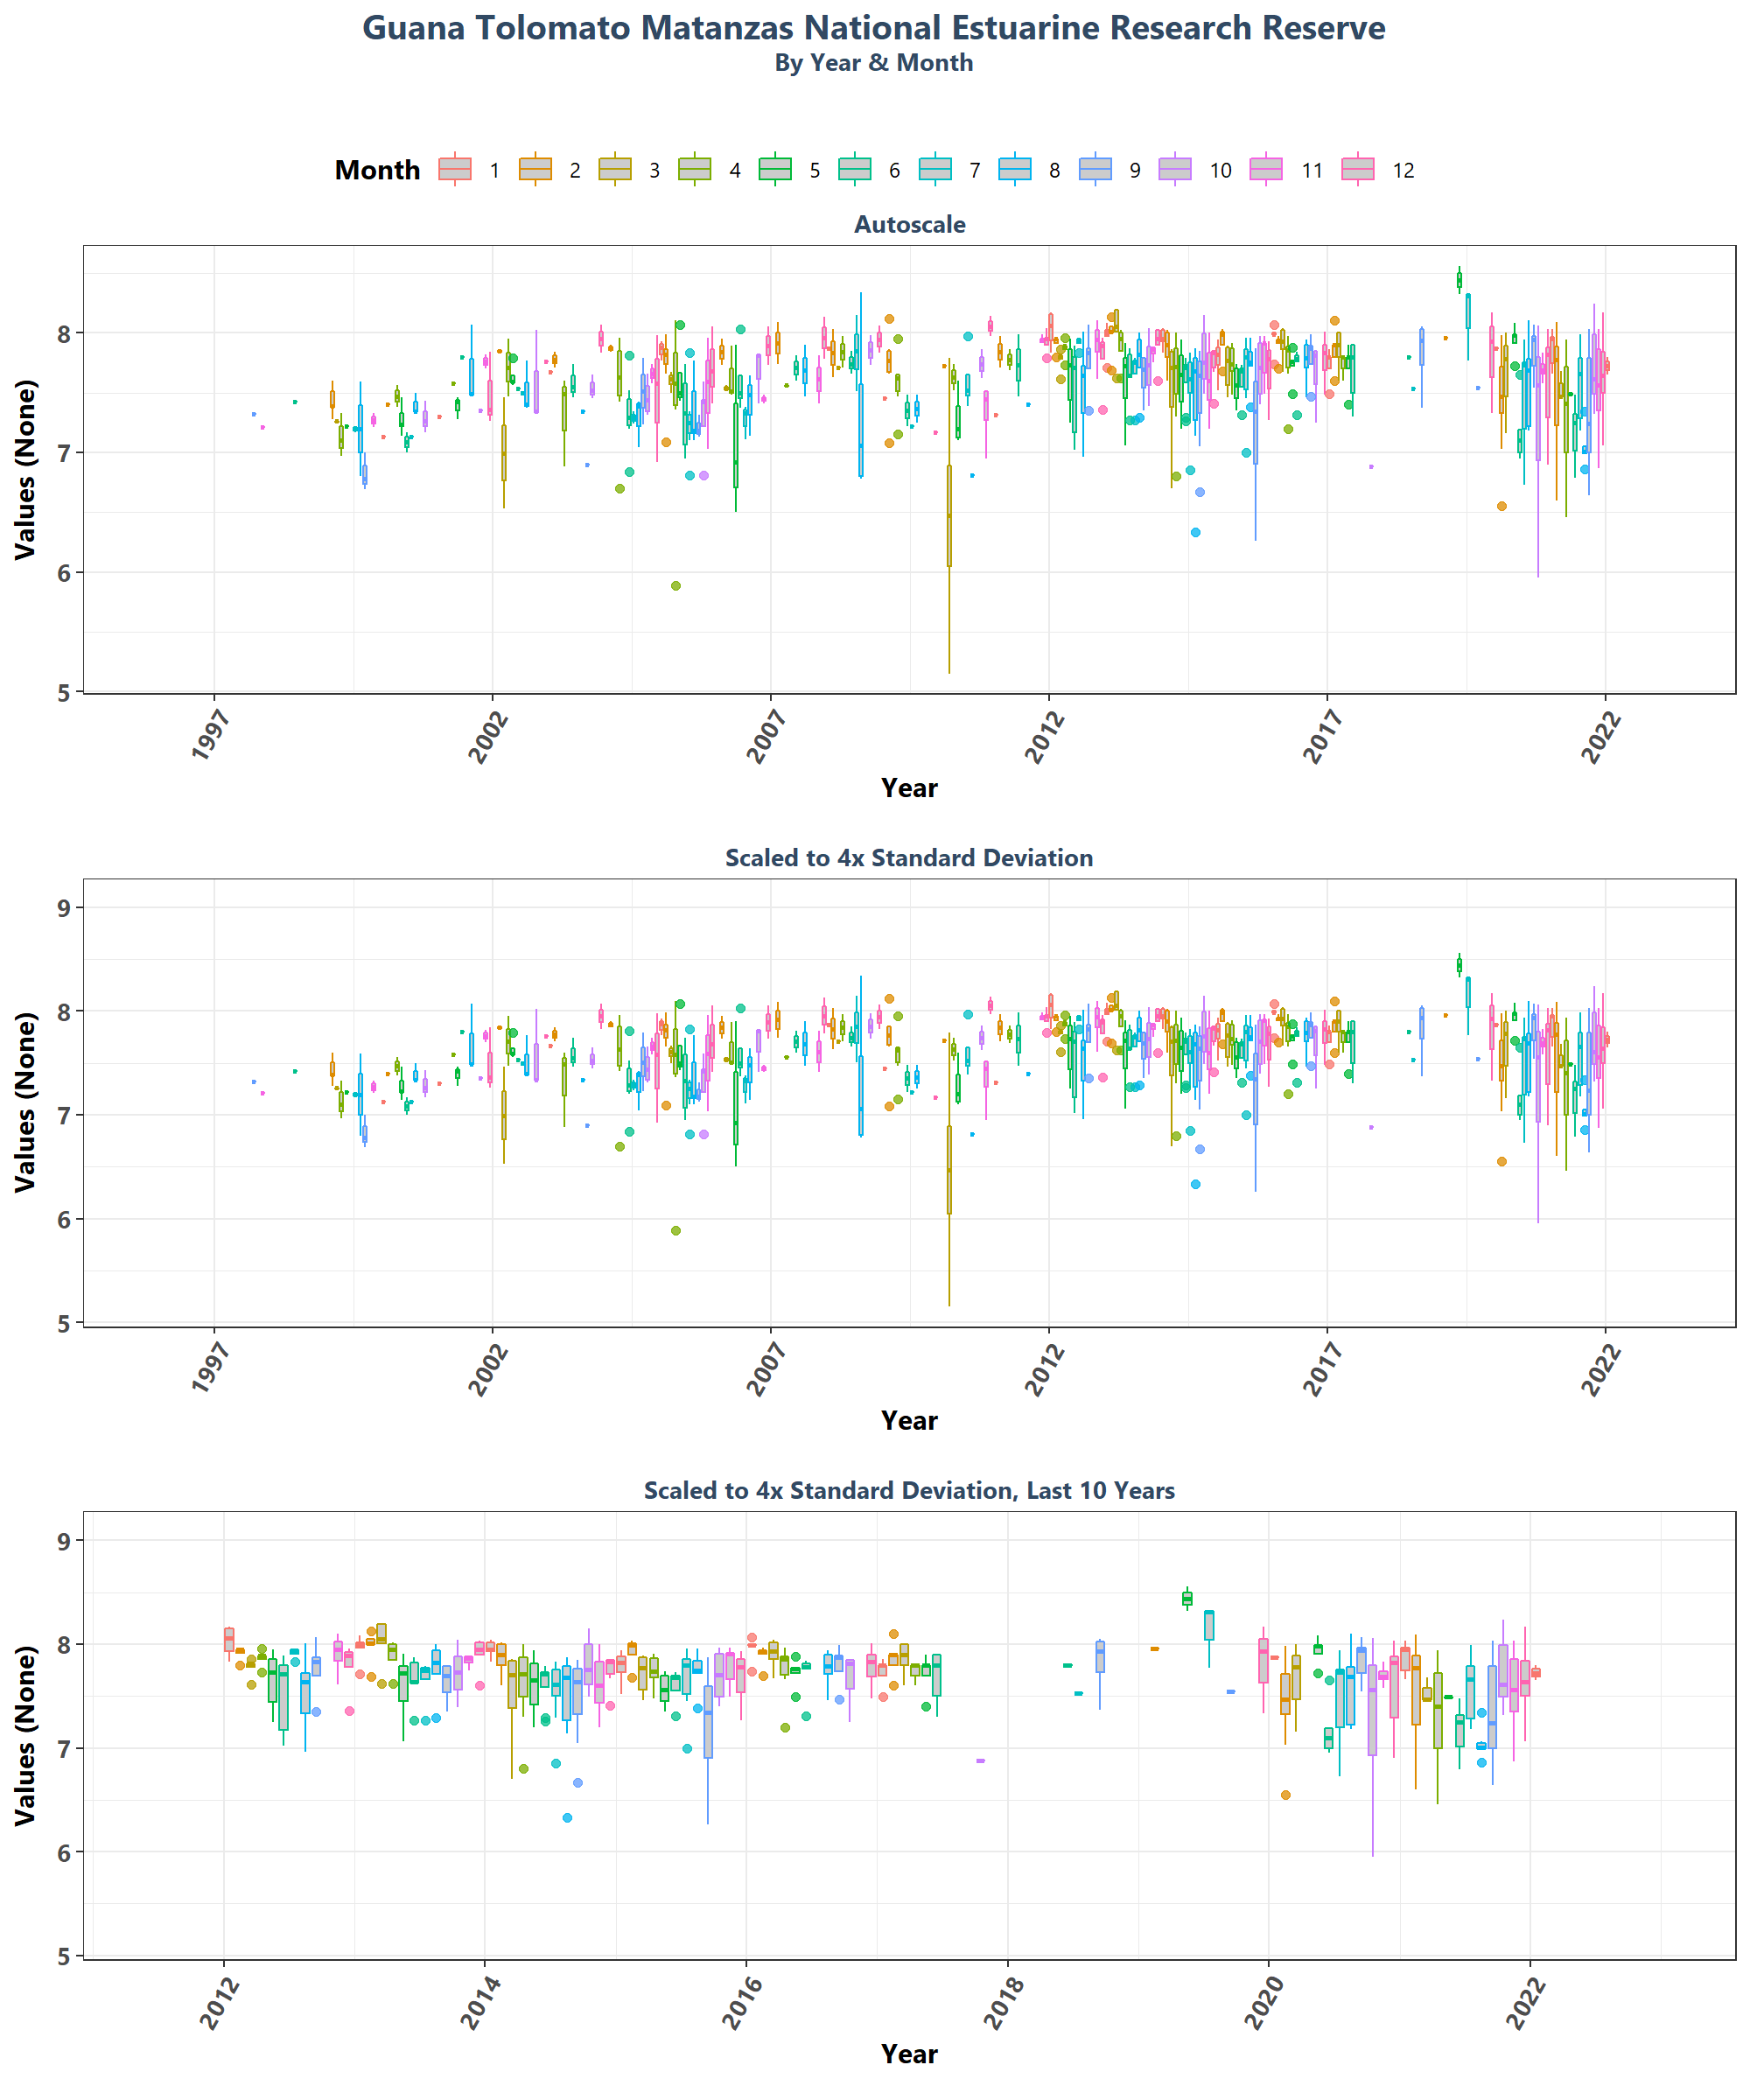 Guana Tolomato Matanzas National Estuarine Research Reserve
By Year & Month
Month 1 2 3 4 5 6 7 8 9 10 11 12
Autoscale
8
7
6
5
Values (None)
1997 2002 2007 2012 2017 2022
Year
Scaled to 4x Standard Deviation
9
8
7
6
5
Values (None)
1997 2002 2007 2012 2017 2022
Year
Scaled to 4x Standard Deviation, Last 10 Years
9
8
7
6
5
Values (None)
2012 2014 2016 2018 2020 2022
Year